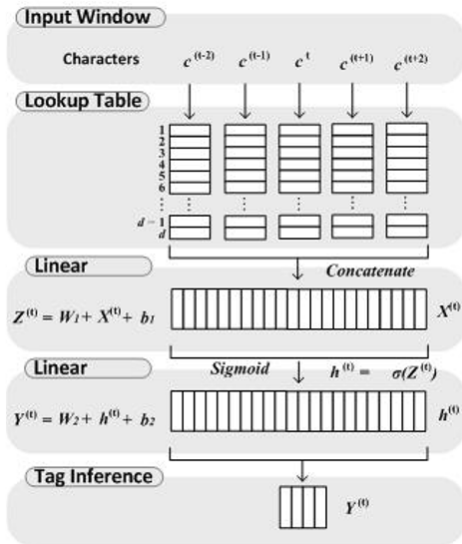 Input Window
Characters c^(t-2) c^(t-1) c^t c^(t+1) c^(t+2)
Lookup Table
1
2
3
4
5
6
⋮ ⋮ ⋮ ⋮ ⋮ ⋮
d - 1
d
Concatenate
Linear
Z^(t) = W₁ + X^(t) + b₁ X^(t)
Sigmoid h^(t) = σ(Z^(t))
Linear
Y^(t) = W₂ + h^(t) + b₂ h^(t)
Tag Inference
Y^(t)